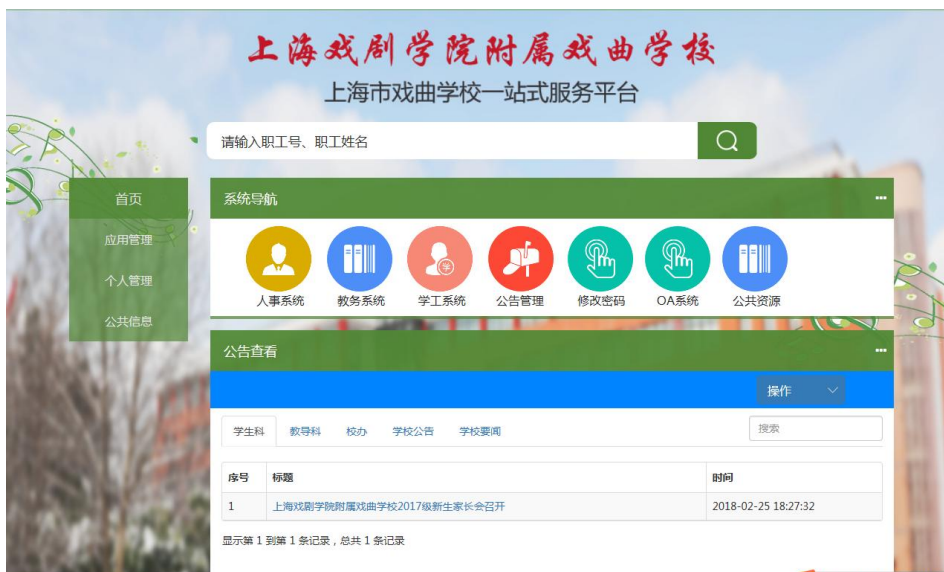 上海戏剧学院附属戏曲学校
上海市戏曲学校一站式服务平台
请输入职工号、职工姓名
首页
应用管理
个人管理
公共信息
系统导航
人事系统 教务系统 学工系统 公告管理 修改密码 OA系统 公共资源
公告查看
操作
学生科 教导科 校办 学校公告 学校要闻 搜索
序号 标题 时间
1 上海戏剧学院附属戏曲学校2017级新生家长会召开 2018-02-25 18:27:32
显示第 1 到第 1 条记录，总共 1 条记录